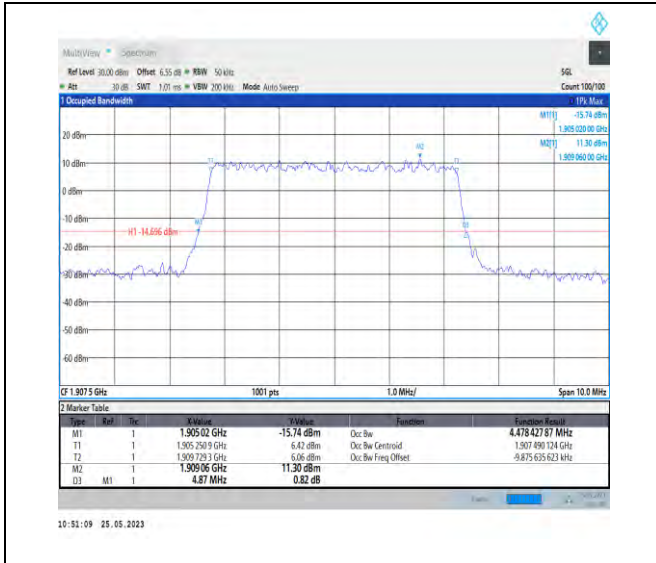 MultiView Spectrum
Ref Level 30.00 dBm Offset 6.55 dB RBW 50 kHz SGL
Att 30 dB SWT 1.01 ms VBW 200 kHz Mode Auto Sweep Count 100/100
1 Occupied Bandwidth 1Pk Max
M1[1] -15.74 dBm
1.905 020 00 GHz
M2[1] 11.30 dBm
1.909 060 00 GHz
20 dBm
M2
10 dBm
T1 T2
0 dBm
-10 dBm
M1
H1 -14.696 dBm
-20 dBm
-30 dBm
-40 dBm
-50 dBm
-60 dBm
CF 1.907 5 GHz 1001 pts 1.0 MHz/ Span 10.0 MHz
2 Marker Table
Type Ref Trc X-Value Y-Value Function Function Result
M1 1 1.905 02 GHz -15.74 dBm Occ Bw 4.478 427 87 MHz
T1 1 1.905 250 9 GHz 6.42 dBm Occ Bw Centroid 1.907 490 124 GHz
T2 1 1.909 729 3 GHz 6.06 dBm Occ Bw Freq Offset -9.875 635 623 kHz
M2 1 1.909 06 GHz 11.30 dBm
D3 M1 1 4.87 MHz 0.82 dB
10:51:09 25.05.2023